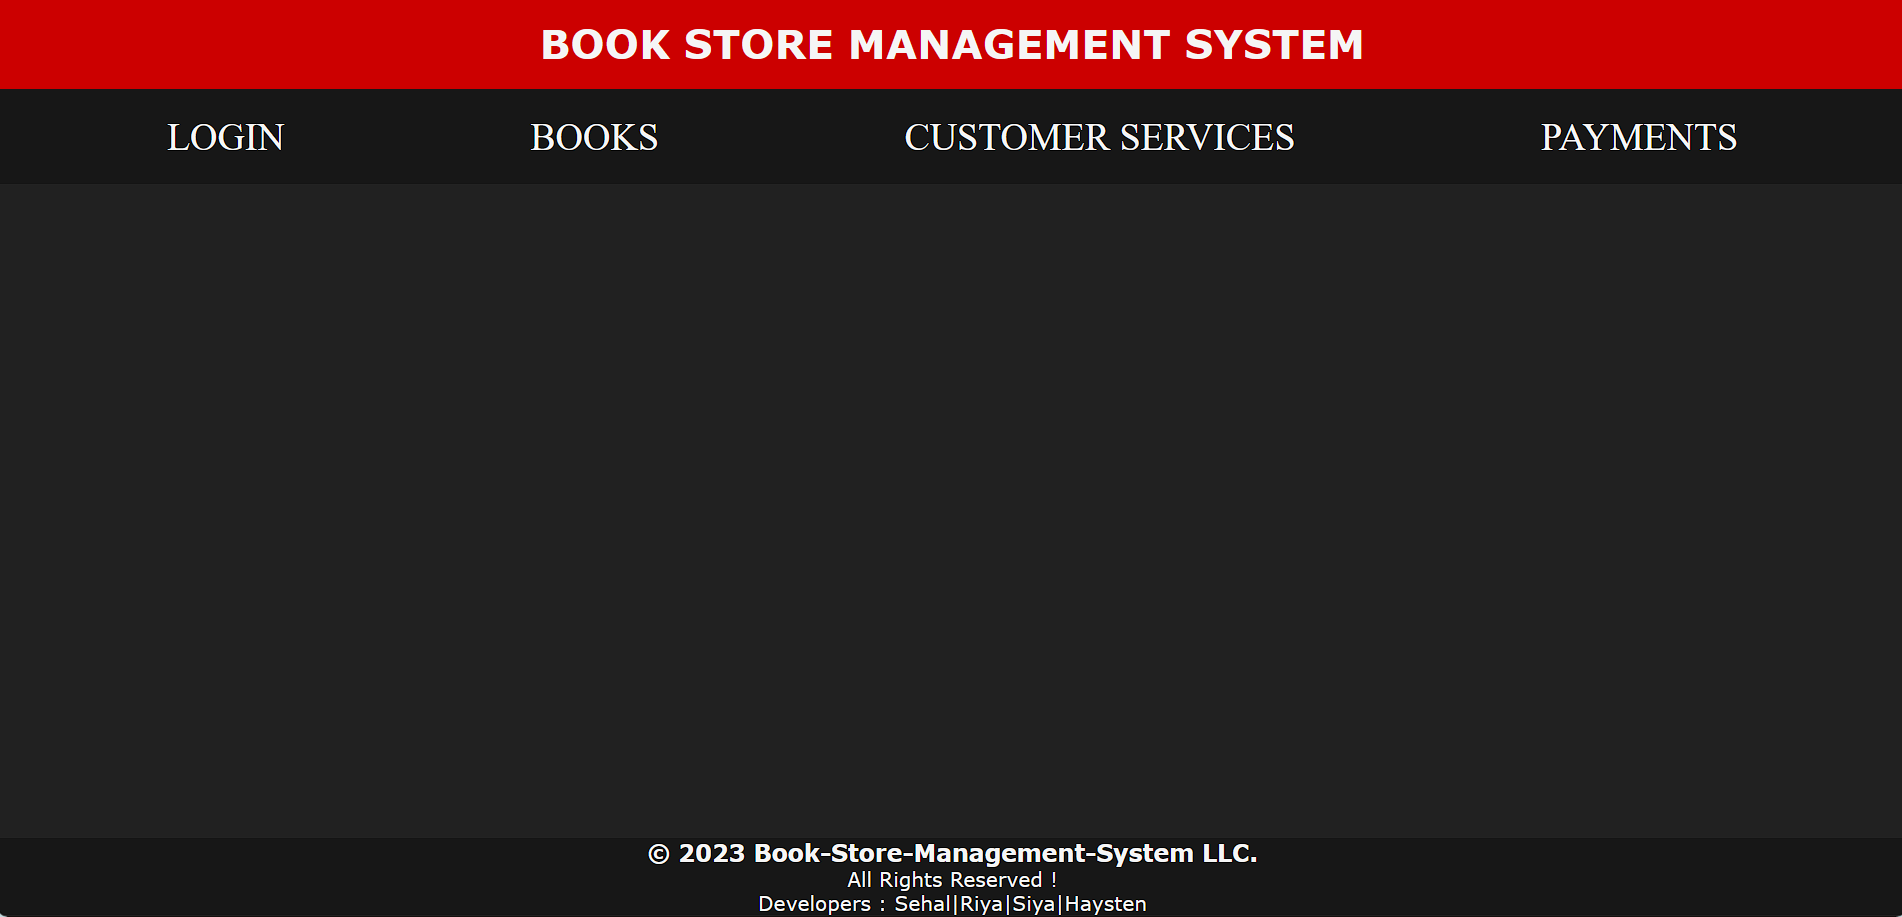 BOOK STORE MANAGEMENT SYSTEM
LOGIN BOOKS CUSTOMER SERVICES PAYMENTS
© 2023 Book-Store-Management-System LLC.
All Rights Reserved !
Developers : Sehal|Riya|Siya|Haysten